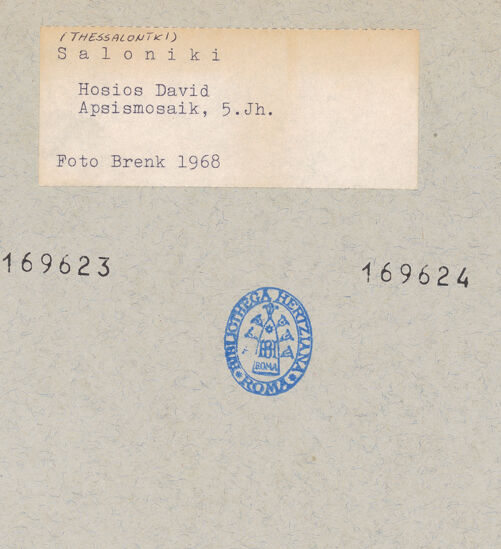 (THESSALONIKI)
Saloniki
Hosios David
Apsismosaik, 5.Jh.
Foto Brenk 1968
169623
169624
BIBLIOTHECA HERTZIANA
ROMA
ROMA